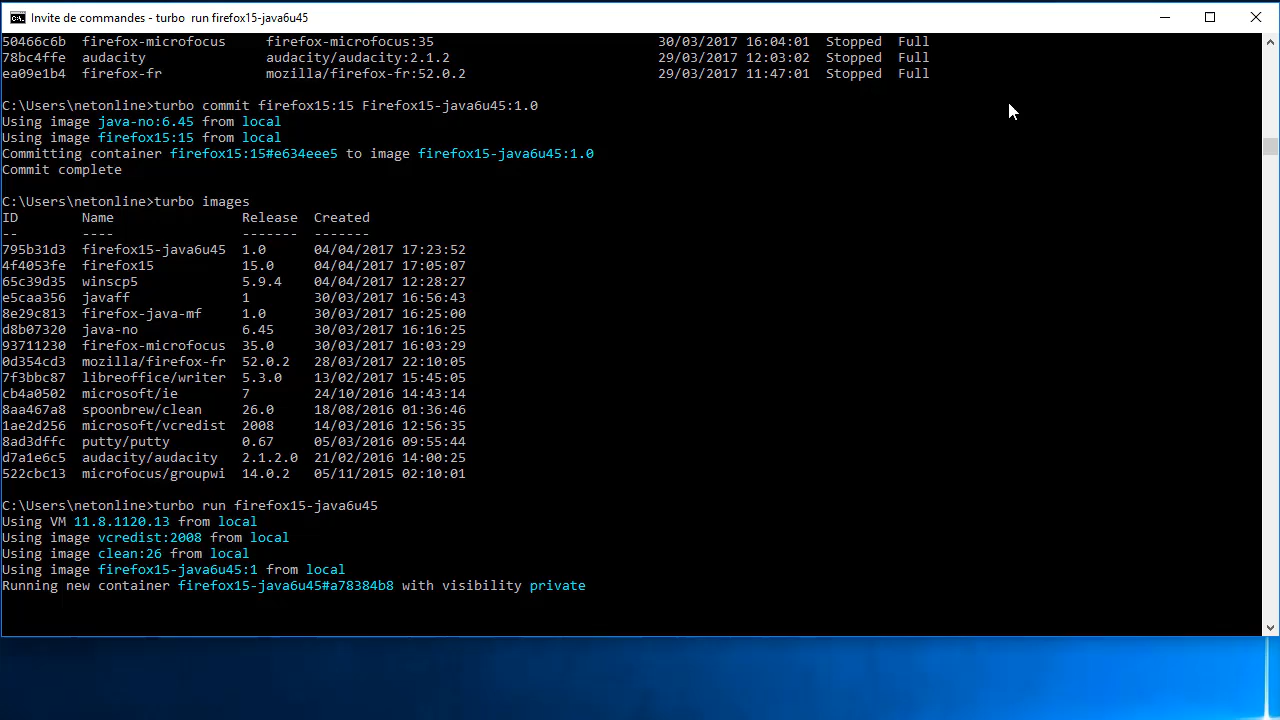 Invite de commandes - turbo  run firefox15-java6u45
50466c6b  firefox-microfocus     firefox-microfocus:35                            30/03/2017 16:04:01  Stopped  Full
78bc4ffe  audacity               audacity/audacity:2.1.2                          29/03/2017 12:03:02  Stopped  Full
ea09e1b4  firefox-fr             mozilla/firefox-fr:52.0.2                        29/03/2017 11:47:01  Stopped  Full
C:\Users\netonline>turbo commit firefox15:15 Firefox15-java6u45:1.0
Using image java-no:6.45 from local
Using image firefox15:15 from local
Committing container firefox15:15#e634eee5 to image firefox15-java6u45:1.0
Commit complete
C:\Users\netonline>turbo images
ID        Name                Release  Created
--        ----                -------  -------
795b31d3  firefox15-java6u45  1.0      04/04/2017 17:23:52
4f4053fe  firefox15           15.0     04/04/2017 17:05:07
65c39d35  winscp5             5.9.4    04/04/2017 12:28:27
e5caa356  javaff              1        30/03/2017 16:56:43
8e29c813  firefox-java-mf     1.0      30/03/2017 16:25:00
d8b07320  java-no             6.45     30/03/2017 16:16:25
93711230  firefox-microfocus  35.0     30/03/2017 16:03:29
0d354cd3  mozilla/firefox-fr  52.0.2   28/03/2017 22:10:05
7f3bbc87  libreoffice/writer  5.3.0    13/02/2017 15:45:05
cb4a0502  microsoft/ie        7        24/10/2016 14:43:14
8aa467a8  spoonbrew/clean     26.0     18/08/2016 01:36:46
1ae2d256  microsoft/vcredist  2008     14/03/2016 12:56:35
8ad3dffc  putty/putty         0.67     05/03/2016 09:55:44
d7a1e6c5  audacity/audacity   2.1.2.0  21/02/2016 14:00:25
522cbc13  microfocus/groupwi  14.0.2   05/11/2015 02:10:01
C:\Users\netonline>turbo run firefox15-java6u45
Using VM 11.8.1120.13 from local
Using image vcredist:2008 from local
Using image clean:26 from local
Using image firefox15-java6u45:1 from local
Running new container firefox15-java6u45#a78384b8 with visibility private